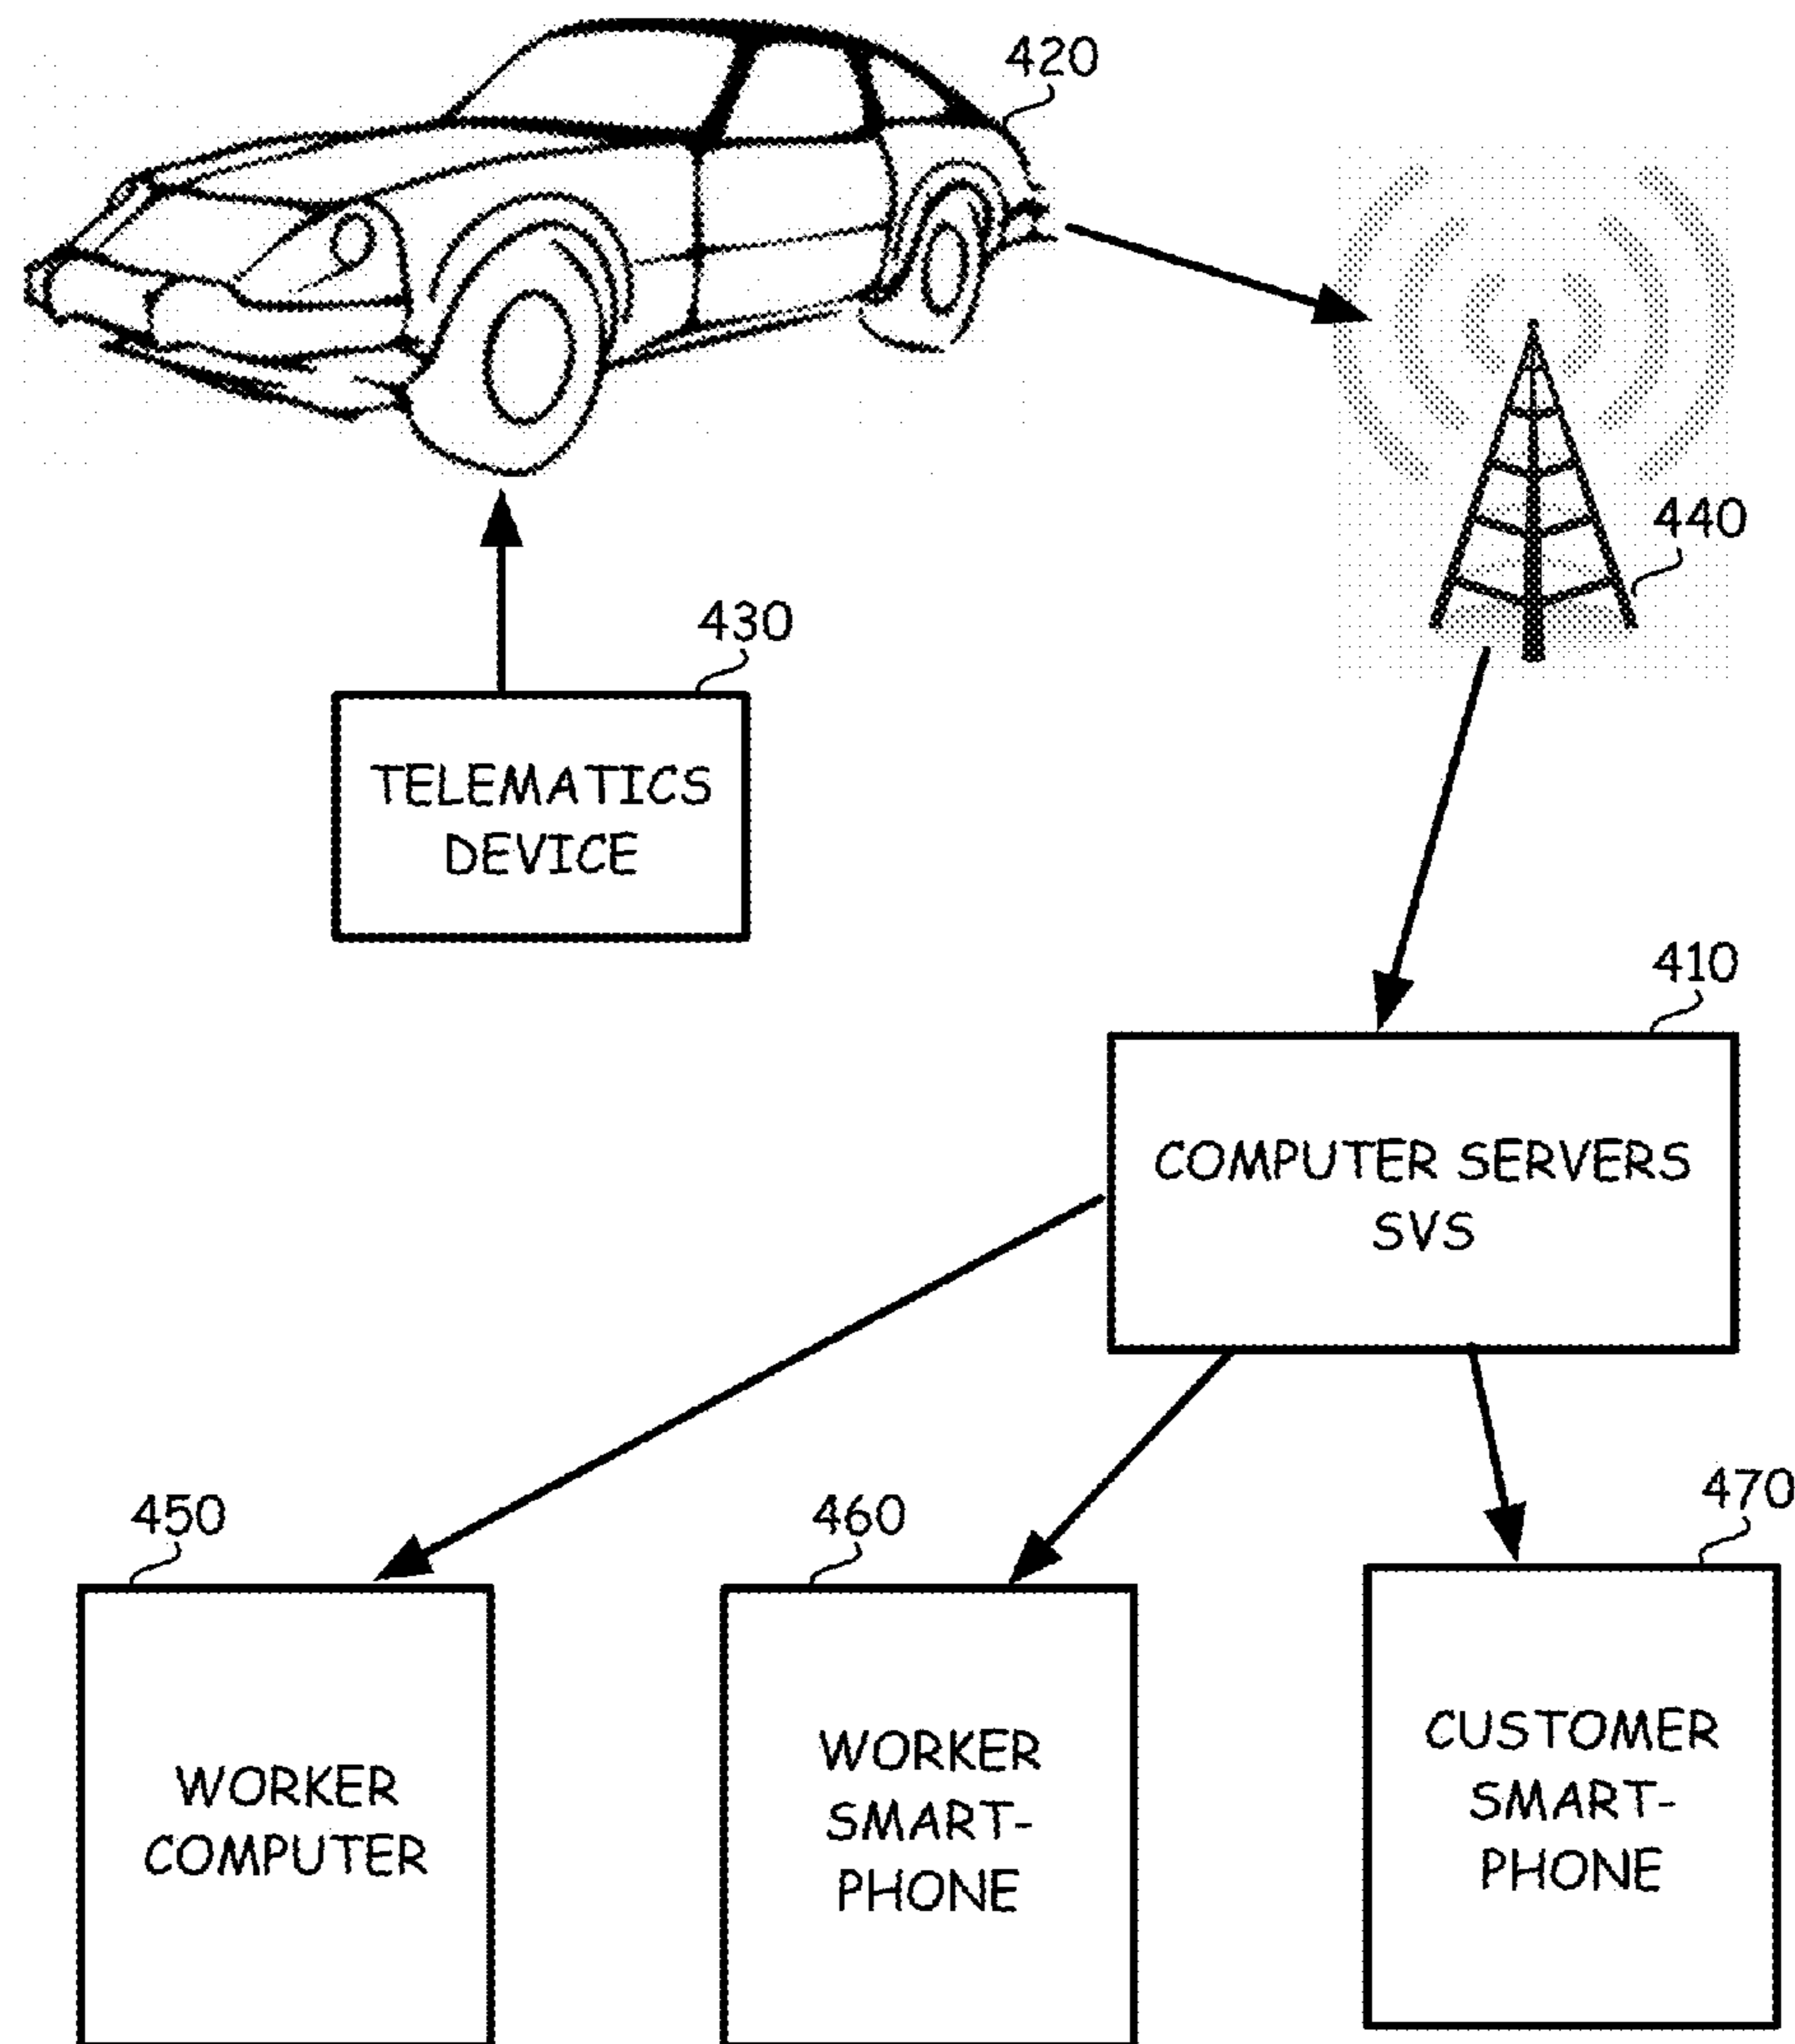 420
440
430
TELEMATICS
DEVICE
410
COMPUTER SERVERS
SVS
450
WORKER
COMPUTER
460
WORKER
SMART-
PHONE
470
CUSTOMER
SMART-
PHONE